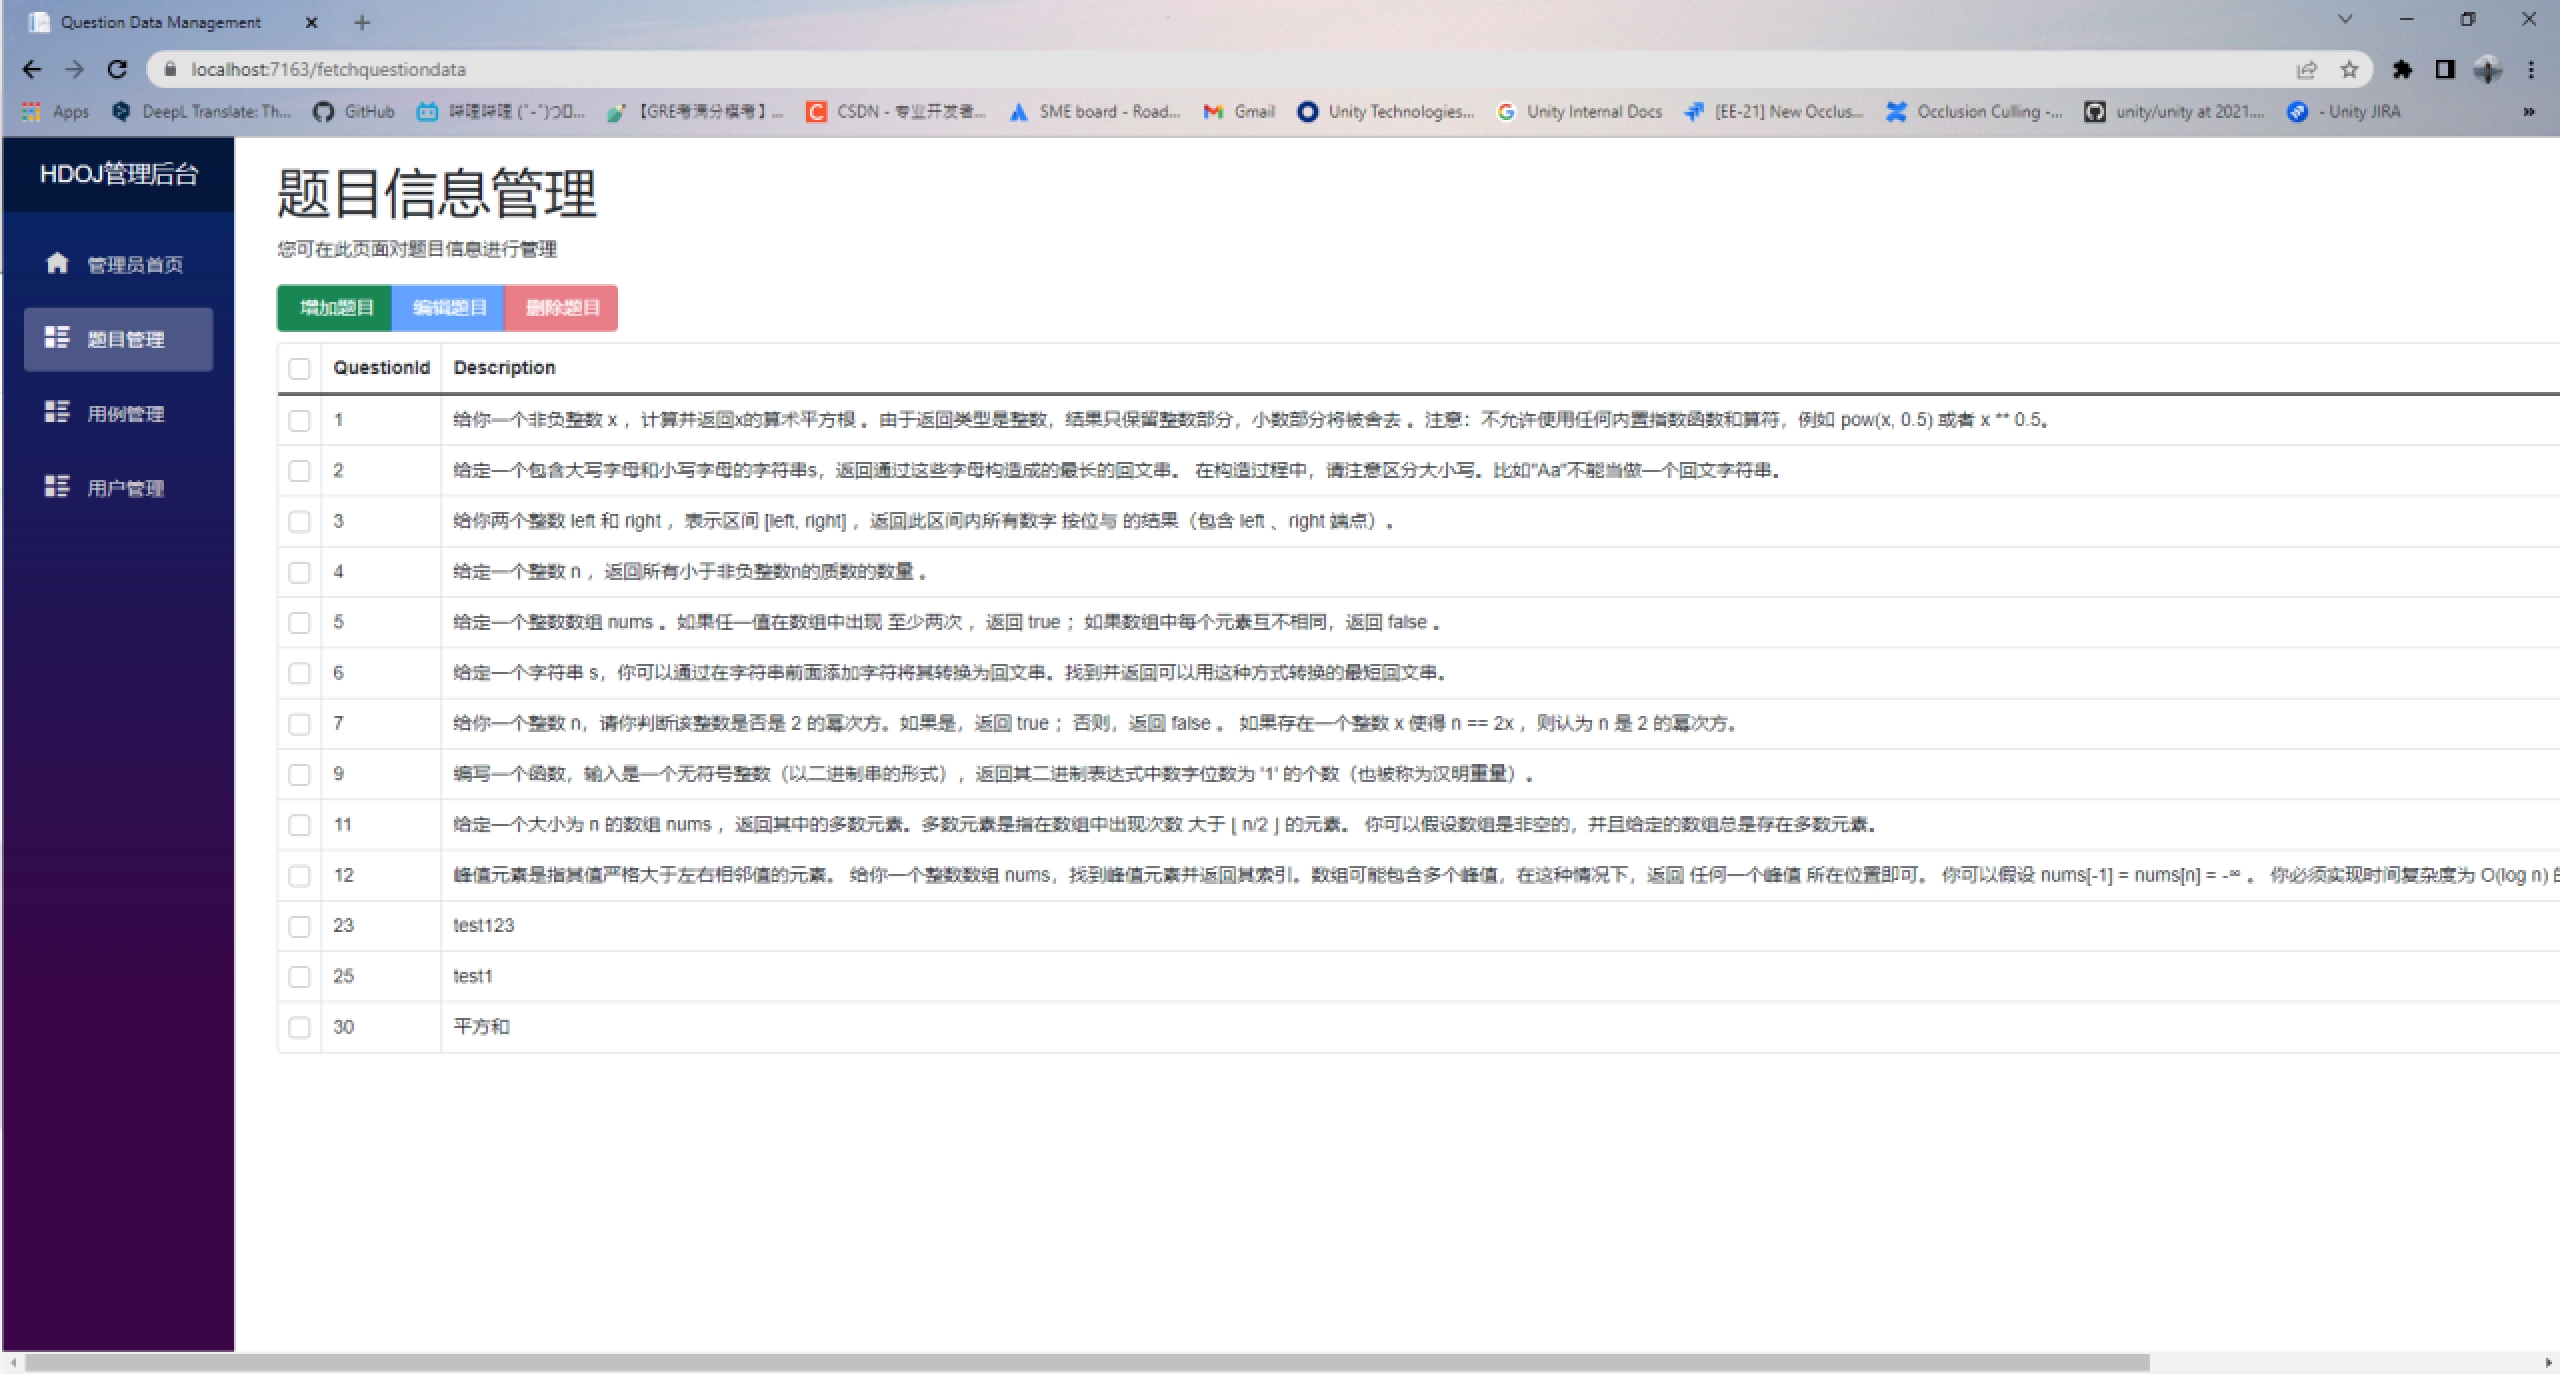 Question Data Management
localhost:7163/fetchquestiondata
Apps DeepL Translate: Th... GitHub 哔哩哔哩 【GRE考满分模考】... CSDN - 专业开发者... SME board - Road... Gmail Unity Technologies... Unity Internal Docs [EE-21] New Occlus... Occlusion Culling -... unity/unity at 2021.... - Unity JIRA »
HDOJ管理后台
管理员首页
题目管理
用例管理
用户管理
题目信息管理
您可在此页面对题目信息进行管理
增加题目 编辑题目 删除题目
QuestionId Description
1 给你一个非负整数 x ，计算并返回x的算术平方根 。由于返回类型是整数，结果只保留整数部分，小数部分将被舍去 。注意：不允许使用任何内置指数函数和算符，例如 pow(x, 0.5) 或者 x ** 0.5。
2 给定一个包含大写字母和小写字母的字符串s，返回通过这些字母构造成的最长的回文串。 在构造过程中，请注意区分大小写。比如"Aa"不能当做一个回文字符串。
3 给你两个整数 left 和 right ，表示区间 [left, right] ，返回此区间内所有数字 按位与 的结果（包含 left 、right 端点）。
4 给定一个整数 n ，返回所有小于非负整数n的质数的数量 。
5 给定一个整数数组 nums 。如果任一值在数组中出现 至少两次 ，返回 true ；如果数组中每个元素互不相同，返回 false 。
6 给定一个字符串 s，你可以通过在字符串前面添加字符将其转换为回文串。找到并返回可以用这种方式转换的最短回文串。
7 给你一个整数 n，请你判断该整数是否是 2 的幂次方。如果是，返回 true ；否则，返回 false 。 如果存在一个整数 x 使得 n == 2x ，则认为 n 是 2 的幂次方。
9 编写一个函数，输入是一个无符号整数（以二进制串的形式），返回其二进制表达式中数字位数为 '1' 的个数（也被称为汉明重量）。
11 给定一个大小为 n 的数组 nums ，返回其中的多数元素。多数元素是指在数组中出现次数 大于 ⌊ n/2 ⌋ 的元素。 你可以假设数组是非空的，并且给定的数组总是存在多数元素。
12 峰值元素是指其值严格大于左右相邻值的元素。 给你一个整数数组 nums，找到峰值元素并返回其索引。数组可能包含多个峰值，在这种情况下，返回 任何一个峰值 所在位置即可。 你可以假设 nums[-1] = nums[n] = -∞ 。 你必须实现时间复杂度为 O(log n)
23 test123
25 test1
30 平方和